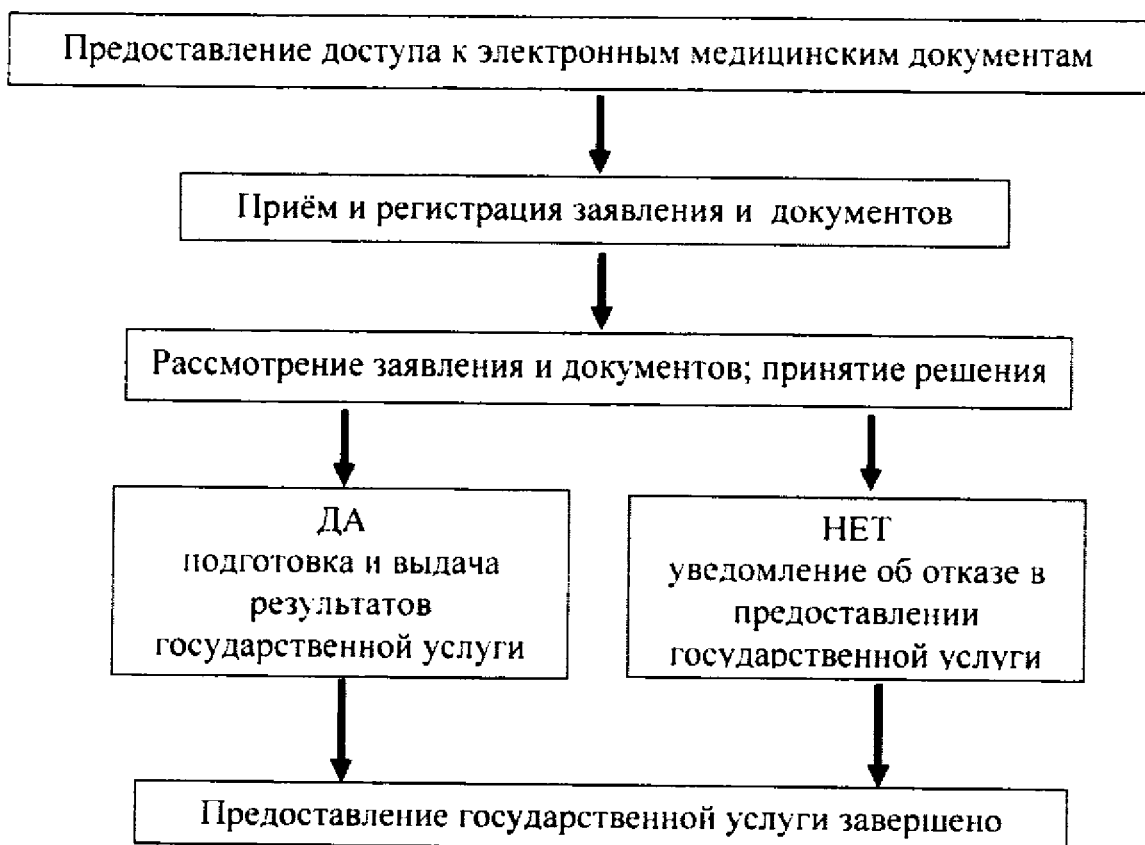 Предоставление доступа к электронным медицинским документам
Приём и регистрация заявления и документов
Рассмотрение заявления и документов; принятие решения
ДА
подготовка и выдача
результатов
государственной услуги
НЕТ
уведомление об отказе в
предоставлении
государственной услуги
Предоставление государственной услуги завершено